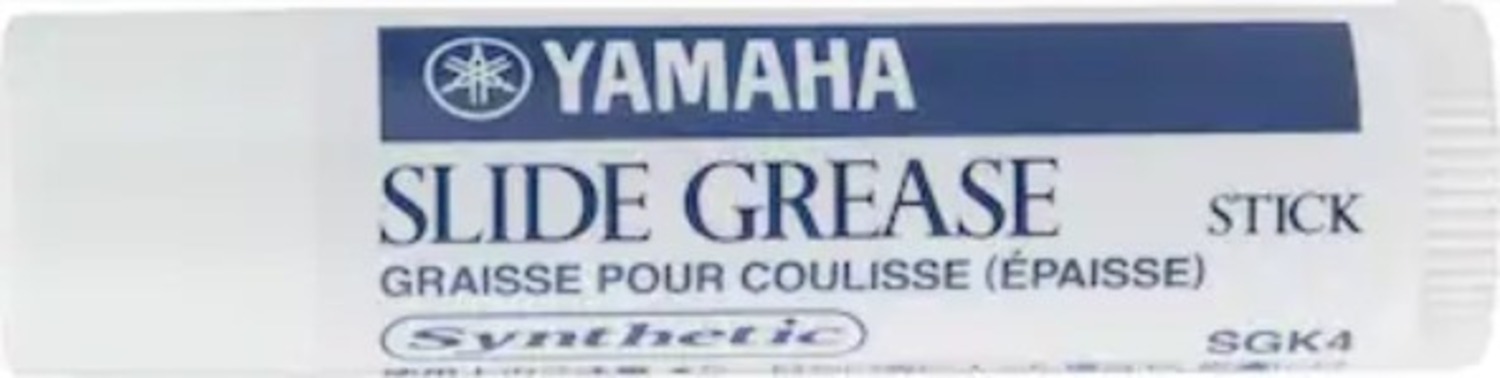 YAMAHA
SLIDE GREASE STICK
GRAISSE POUR COULISSE (ÉPAISSE)
Synthetic SGK4